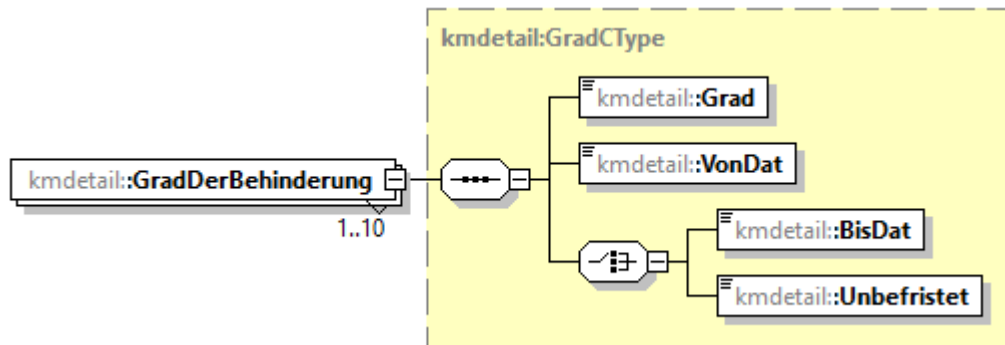 kmdetail:GradCType
kmdetail::Grad
kmdetail::VonDat
kmdetail::GradDerBehinderung
1..10
kmdetail::BisDat
kmdetail::Unbefristet